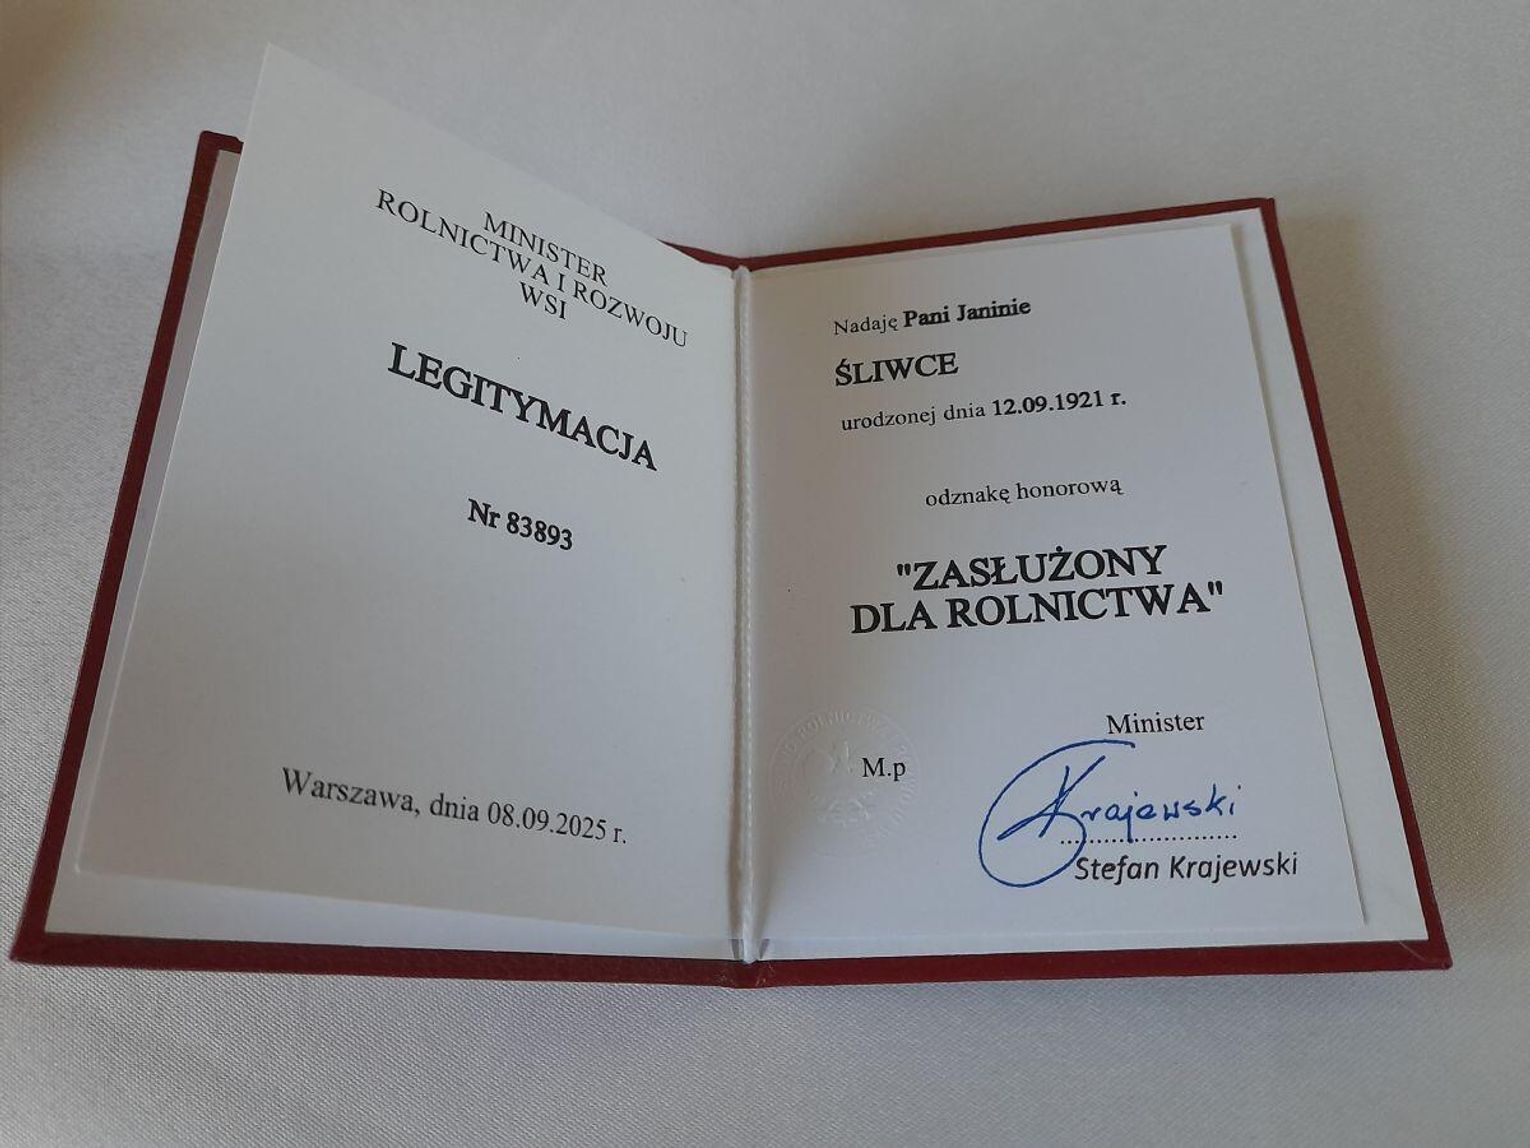 MINISTER
ROLNICTWA I ROZWOJU
WSI
LEGITYMACJA
Nr 83893
Warszawa, dnia 08.09.2025 r.
Nadaję Pani Janinie
ŚLIWCE
urodzonej dnia 12.09.1921 r.
odznakę honorową
"ZASŁUŻONY
DLA ROLNICTWA"
Minister
M.p
Krajewski
Stefan Krajewski